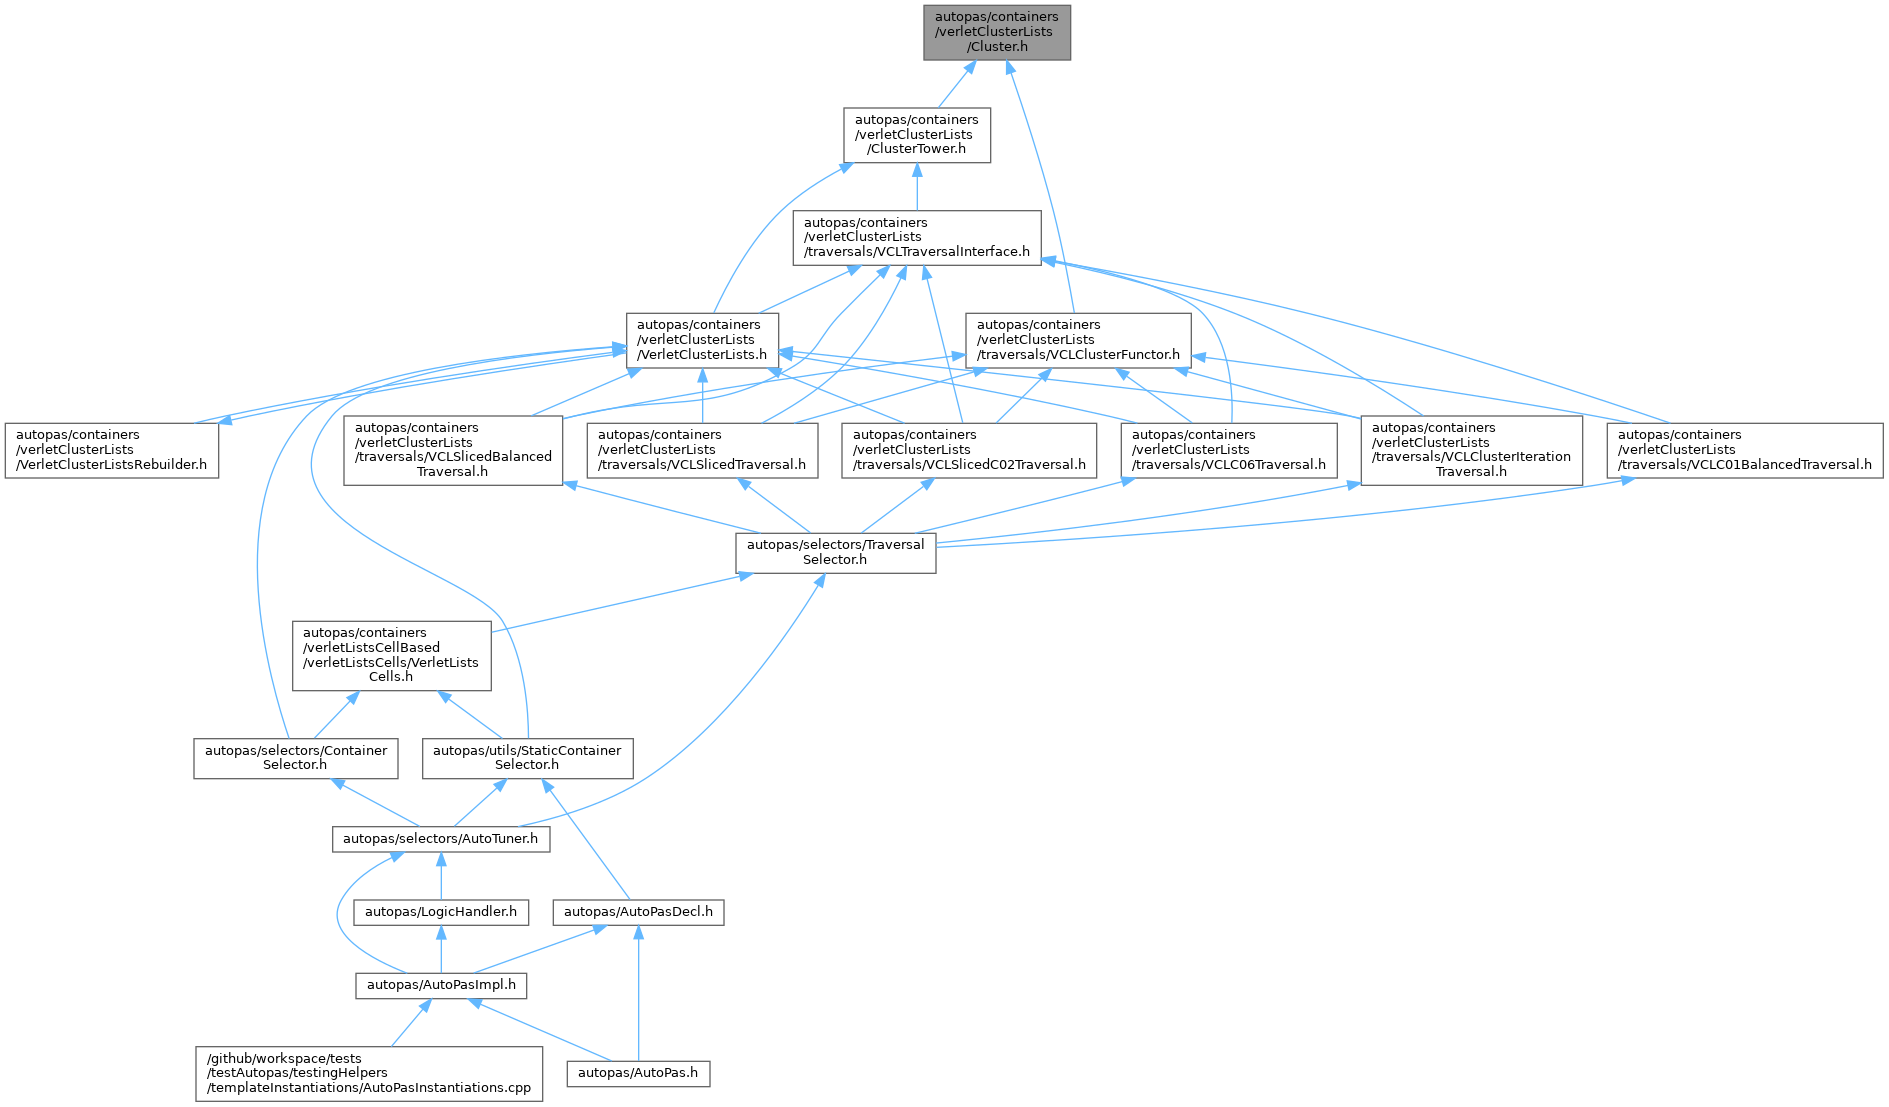 autopas/containers
/verletClusterLists
/Cluster.h
autopas/containers
/verletClusterLists
/ClusterTower.h
autopas/containers
/verletClusterLists
/traversals/VCLTraversalInterface.h
autopas/containers
/verletClusterLists
/VerletClusterLists.h
autopas/containers
/verletClusterLists
/traversals/VCLClusterFunctor.h
autopas/containers
/verletClusterLists
/VerletClusterListsRebuilder.h
autopas/containers
/verletClusterLists
/traversals/VCLSlicedBalanced
Traversal.h
autopas/containers
/verletClusterLists
/traversals/VCLSlicedTraversal.h
autopas/containers
/verletClusterLists
/traversals/VCLSlicedC02Traversal.h
autopas/containers
/verletClusterLists
/traversals/VCLC06Traversal.h
autopas/containers
/verletClusterLists
/traversals/VCLClusterIteration
Traversal.h
autopas/containers
/verletClusterLists
/traversals/VCLC01BalancedTraversal.h
autopas/selectors/Traversal
Selector.h
autopas/containers
/verletListsCellBased
/verletListsCells/VerletLists
Cells.h
autopas/selectors/Container
Selector.h
autopas/utils/StaticContainer
Selector.h
autopas/selectors/AutoTuner.h
autopas/LogicHandler.h
autopas/AutoPasDecl.h
autopas/AutoPasImpl.h
/github/workspace/tests
/testAutopas/testingHelpers
/templateInstantiations/AutoPasInstantiations.cpp
autopas/AutoPas.h